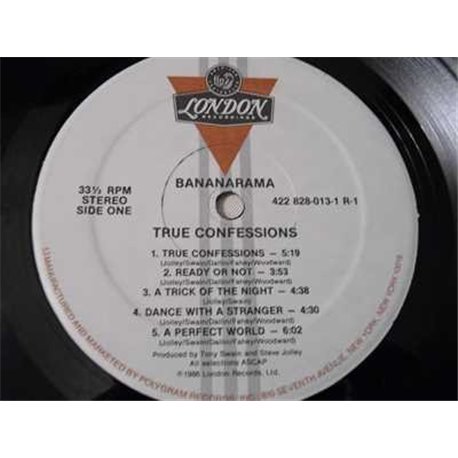 LONDON
RECORDINGS
BANANARAMA
33⅓ RPM
STEREO
SIDE ONE
422 828-013-1 R-1
TRUE CONFESSIONS
1. TRUE CONFESSIONS — 5:19
(Jolley/Swain/Dallin/Fahey/Woodward)
2. READY OR NOT — 3:53
(Jolley/Swain/Dallin/Fahey/Woodward)
3. A TRICK OF THE NIGHT — 4:38
(Jolley/Swain)
4. DANCE WITH A STRANGER — 4:30
(Jolley/Swain/Dallin/Fahey/Woodward)
5. A PERFECT WORLD — 6:02
(Jolley/Swain/Dallin/Fahey/Woodward)
Produced by Tony Swain and Steve Jolley
All selections ASCAP
℗1986 London Records, Ltd.
MANUFACTURED AND MARKETED BY POLYGRAM RECORDS, INC., 810 SEVENTH AVENUE, NEW YORK, NEW YORK 10019